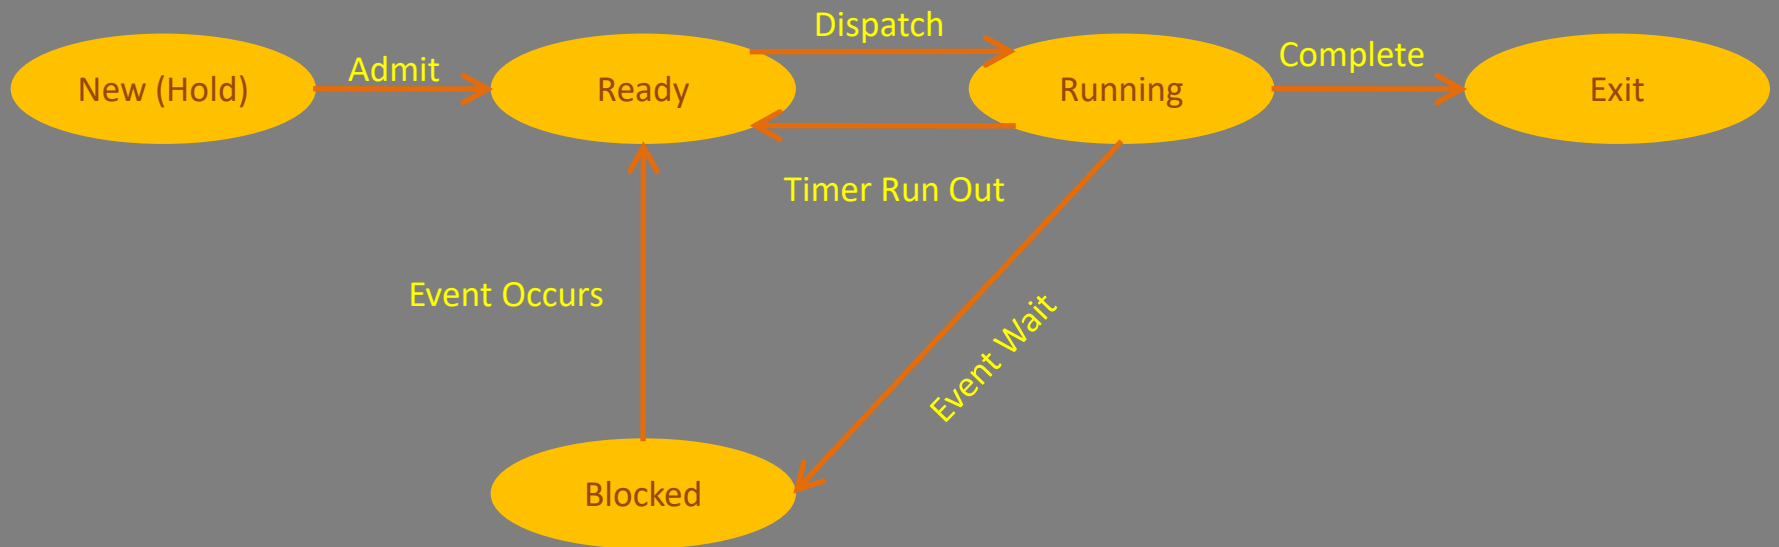 Dispatch
New (Hold)
Admit
Ready
Running
Complete
Exit
Timer Run Out
Event Occurs
Event Wait
Blocked